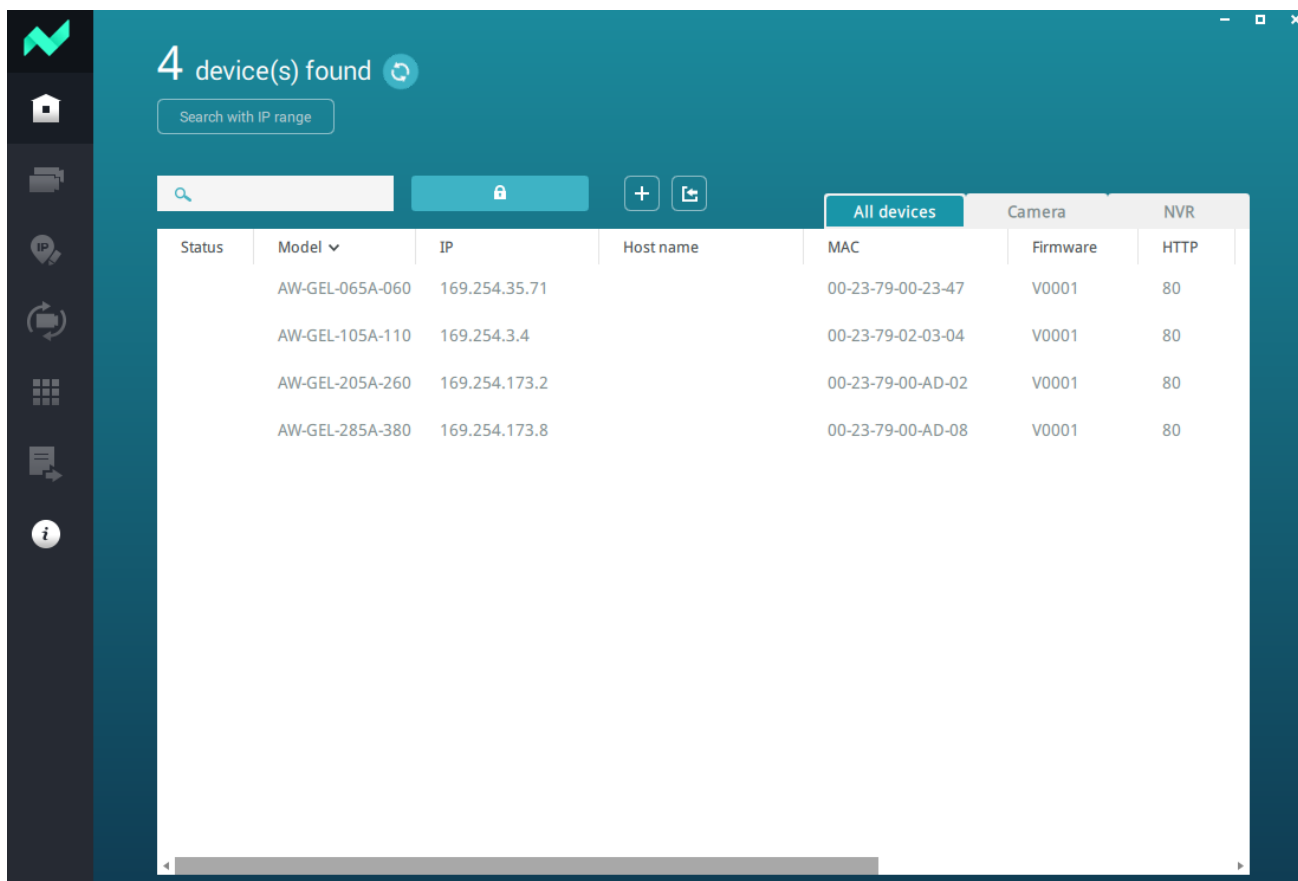 4 device(s) found
Search with IP range
All devices Camera NVR
Status Model IP Host name MAC Firmware HTTP
AW-GEL-065A-060 169.254.35.71 00-23-79-00-23-47 V0001 80
AW-GEL-105A-110 169.254.3.4 00-23-79-02-03-04 V0001 80
IP
AW-GEL-205A-260 169.254.173.2 00-23-79-00-AD-02 V0001 80
AW-GEL-285A-380 169.254.173.8 00-23-79-00-AD-08 V0001 80
i